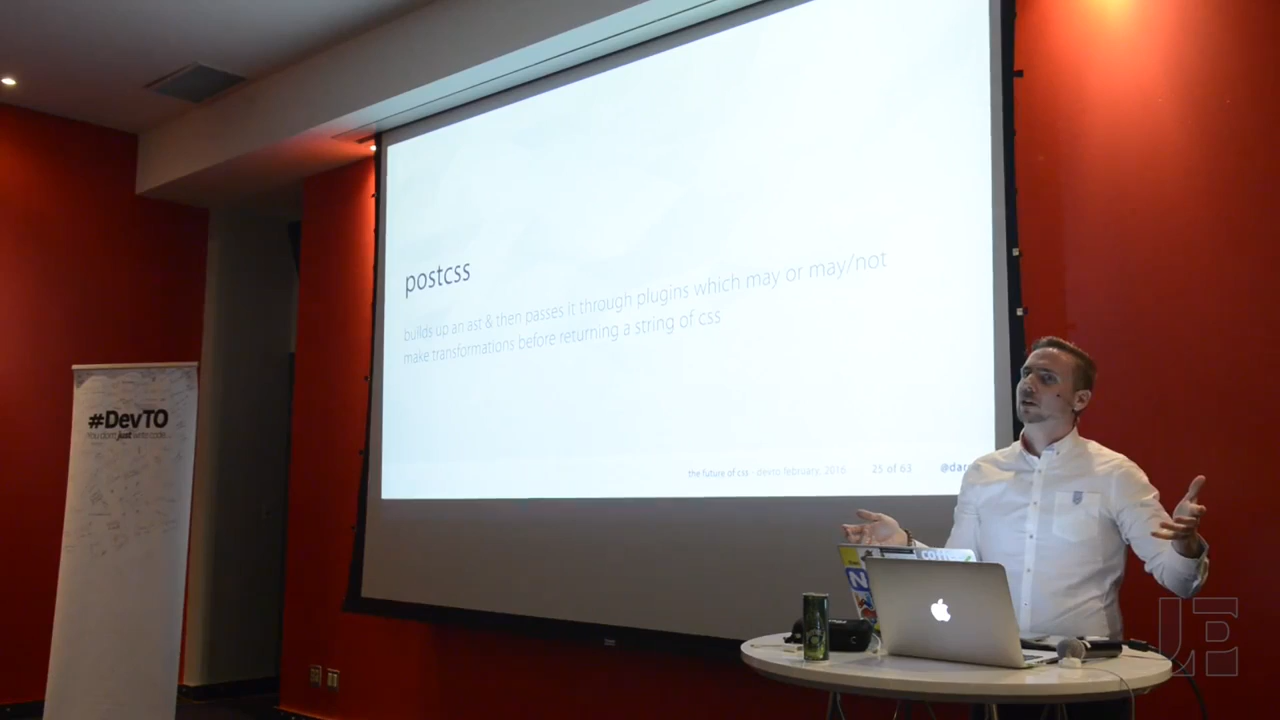 postcss
builds up an ast & then passes it through plugins which may or may/not
make transformations before returning a string of css
the future of css - devto february, 2016
25 of 63
@dar
#DevTO
You don't just write code...
coffee
N